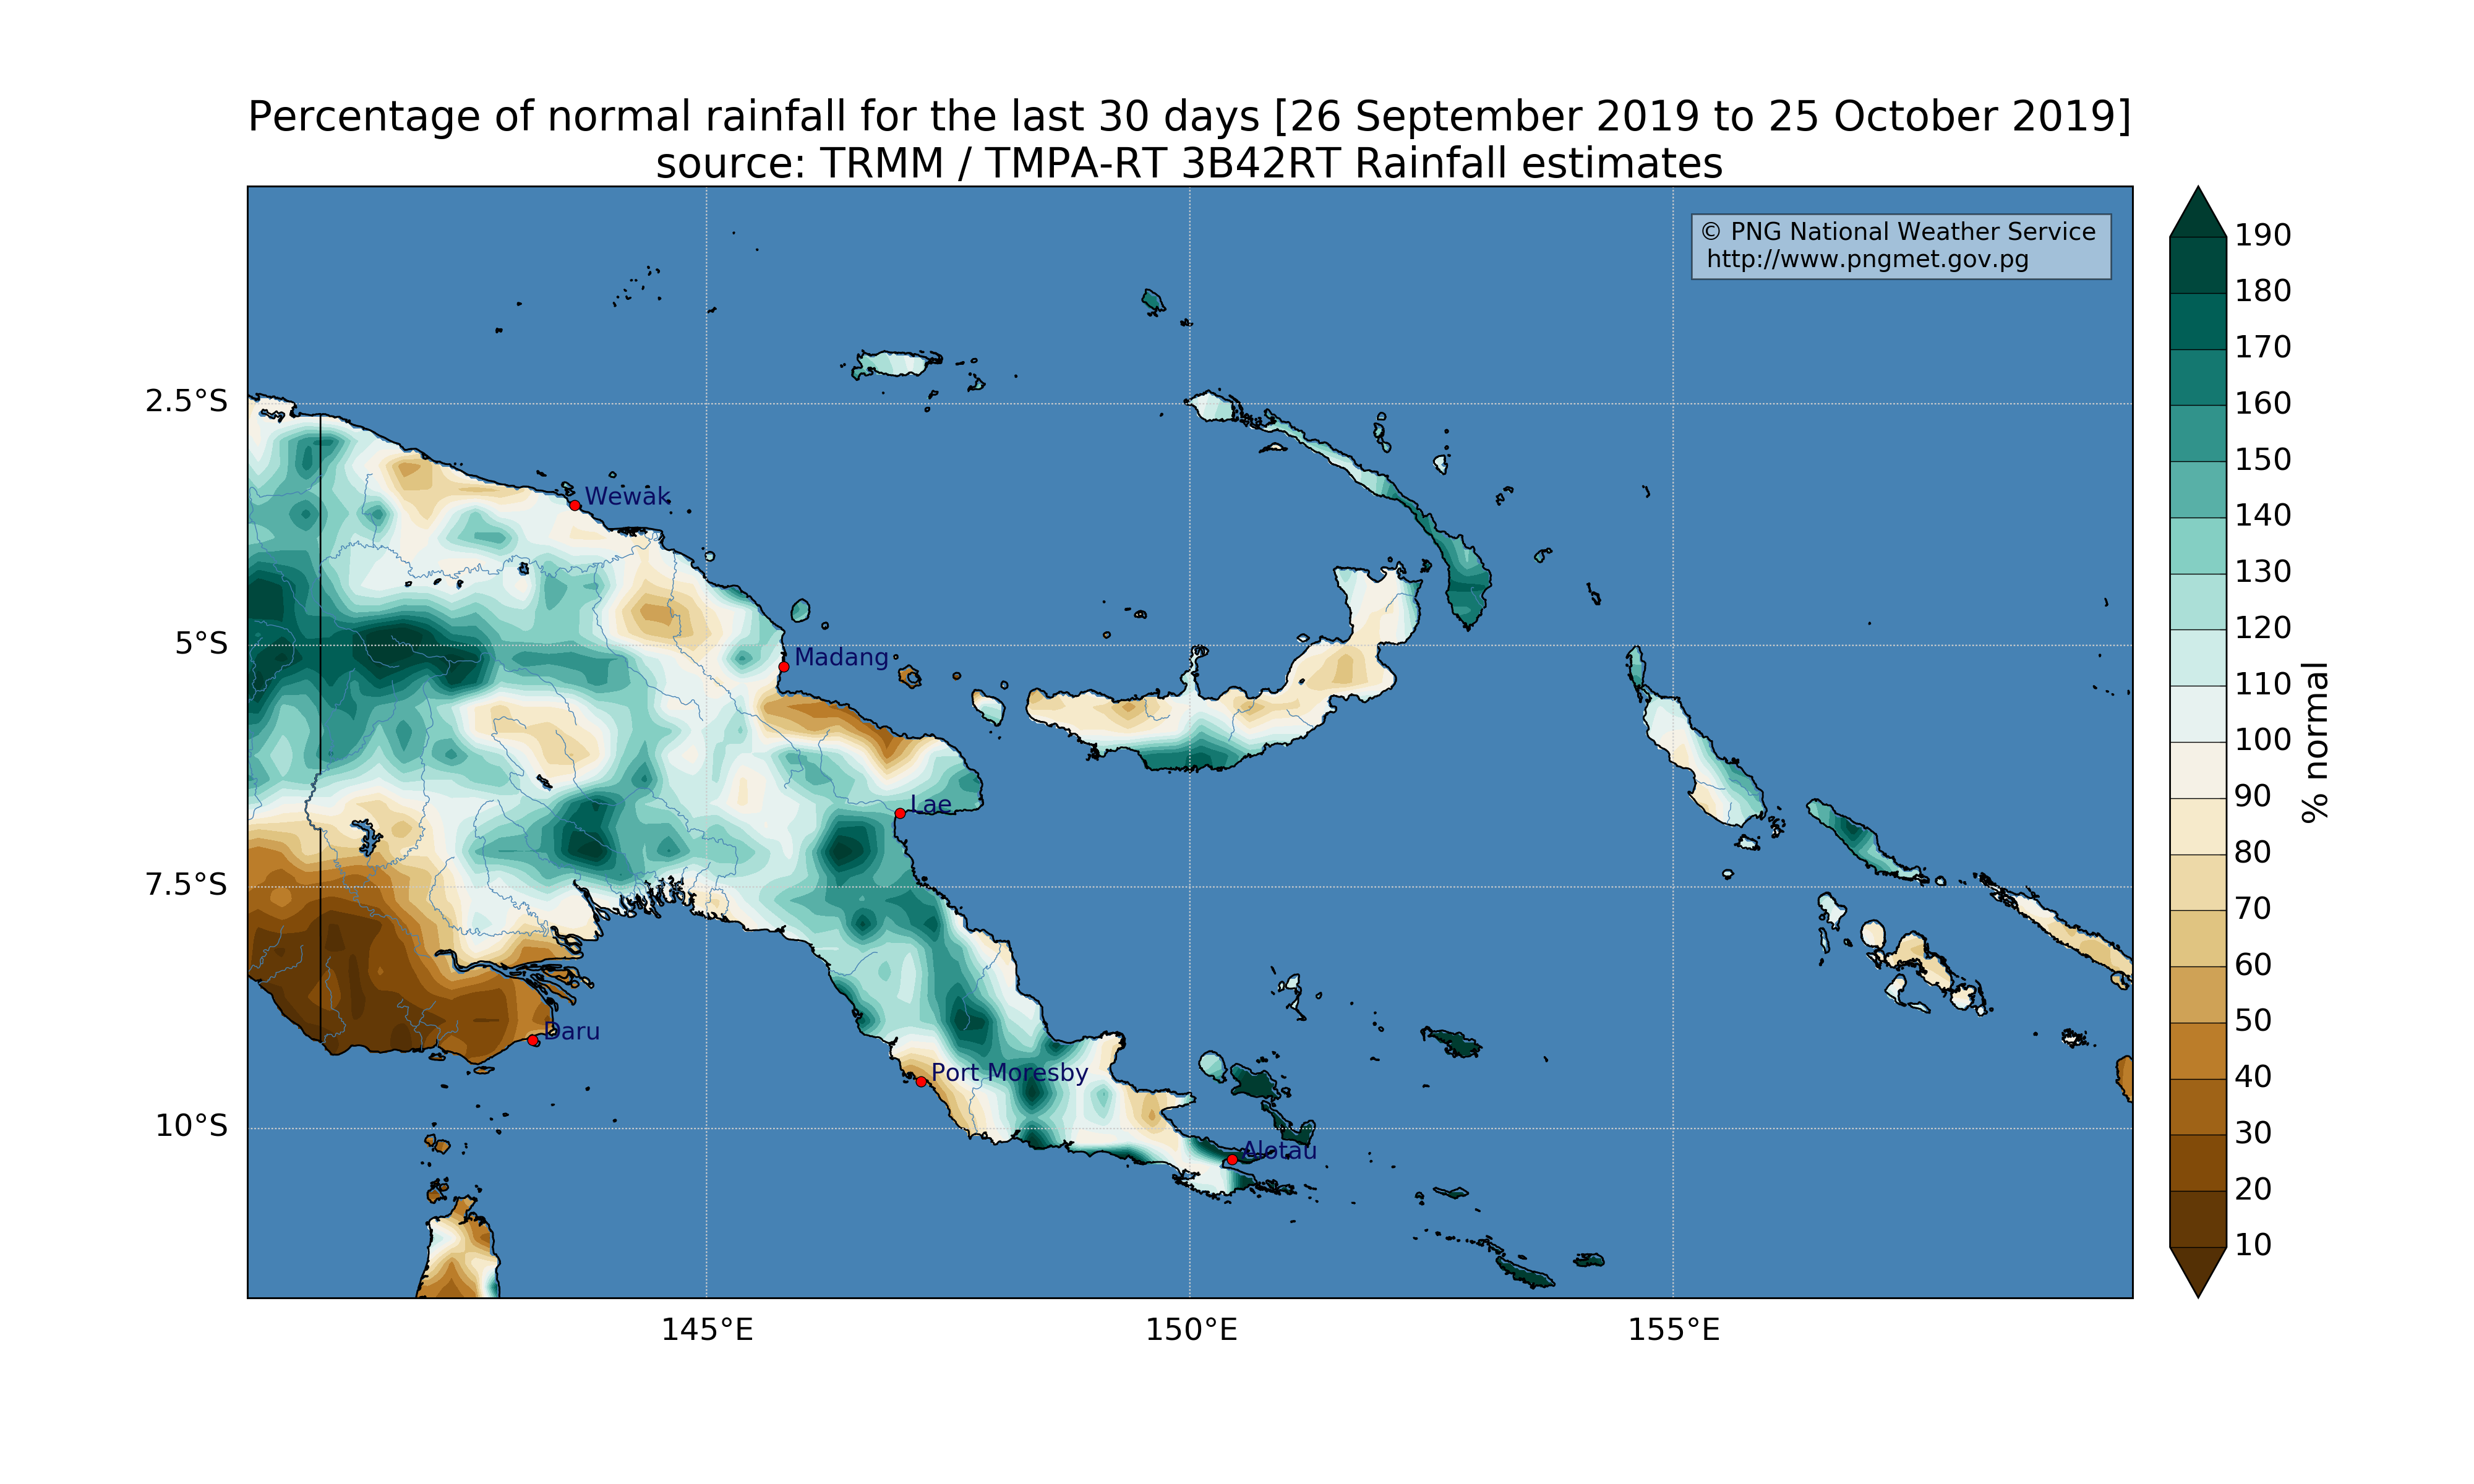 Percentage of normal rainfall for the last 30 days [26 September 2019 to 25 October 2019]
source: TRMM / TMPA-RT 3B42RT Rainfall estimates
© PNG National Weather Service
http://www.pngmet.gov.pg
2.5°S
5°S
7.5°S
10°S
Wewak
Madang
Lae
Daru
Port Moresby
Alotau
145°E
150°E
155°E
190
180
170
160
150
140
130
120
110
100
90
80
70
60
50
40
30
20
10
% normal